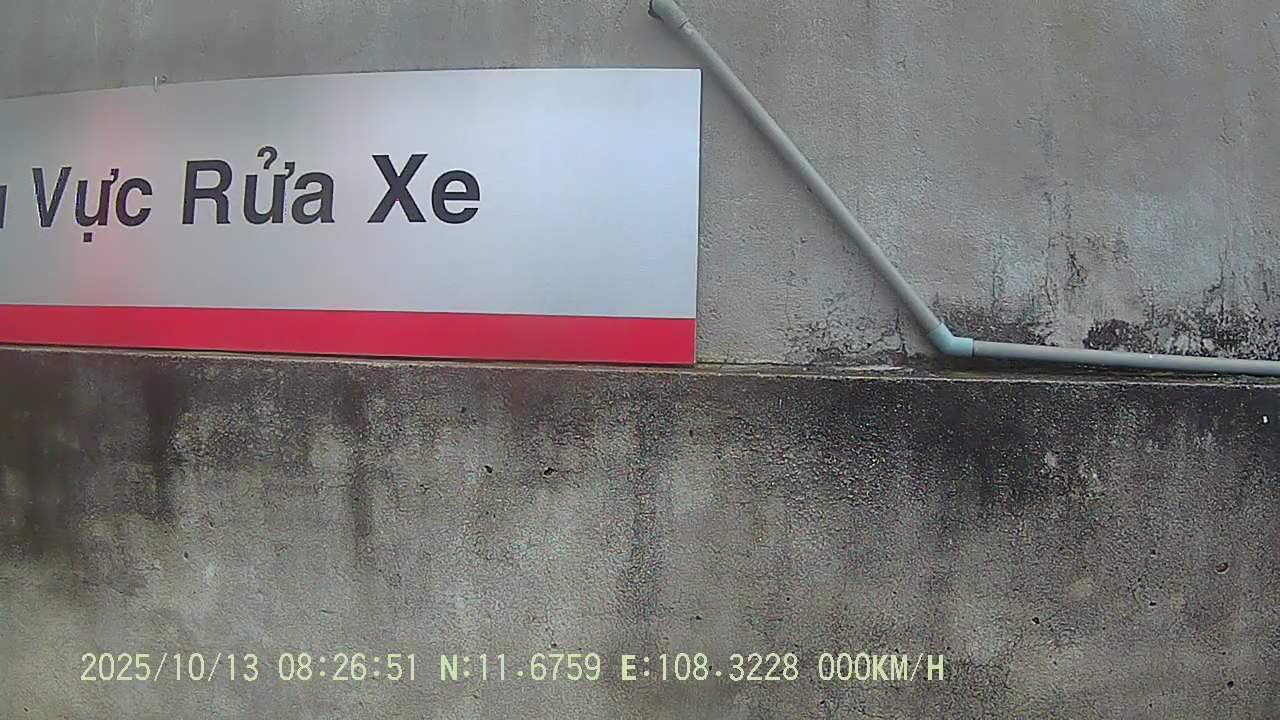 Vực Rửa Xe
2025/10/13 08:26:51 N:11.6759 E:108.3228 000KM/H